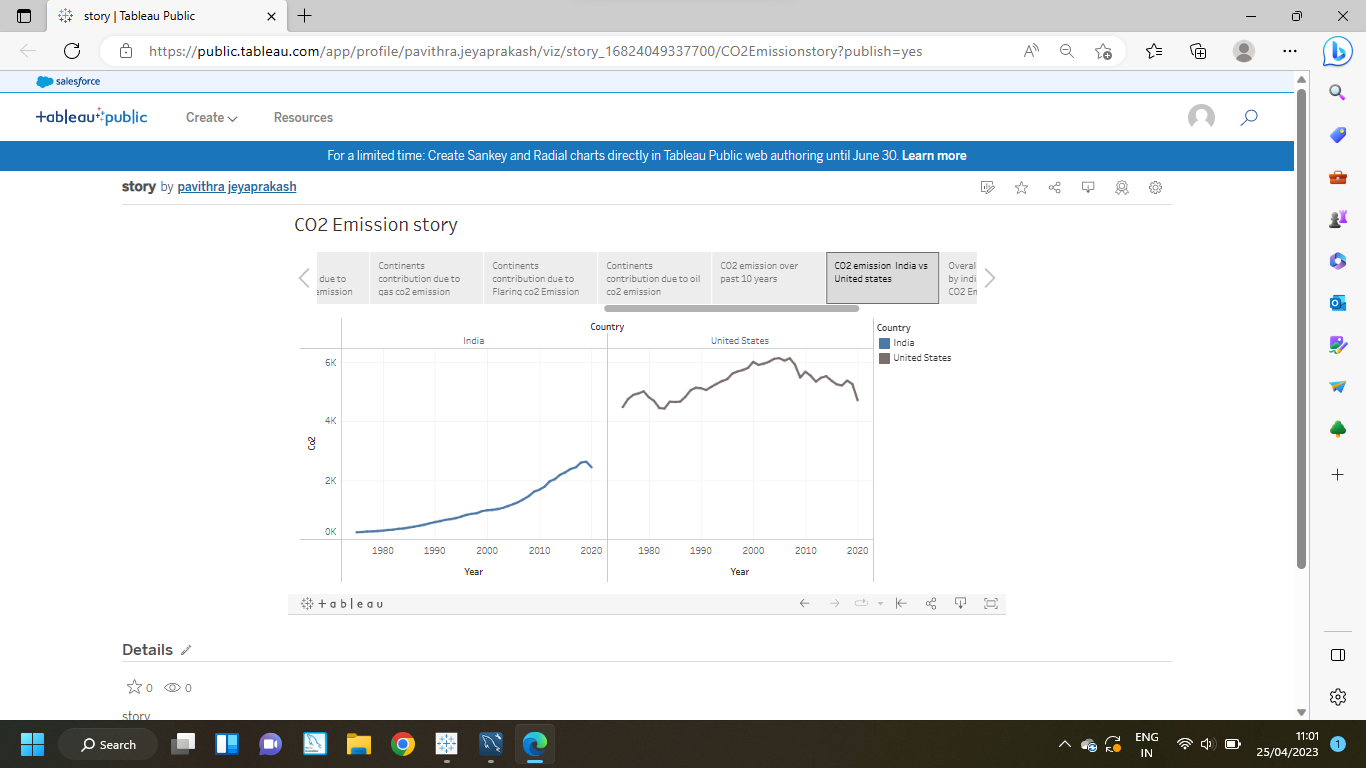 story | Tableau Public
https://public.tableau.com/app/profile/pavithra.jeyaprakash/viz/story_16824049337700/CO2Emissionstory?publish=yes
salesforce
+ableau+public
Create
Resources
For a limited time: Create Sankey and Radial charts directly in Tableau Public web authoring until June 30. Learn more
story by pavithra jeyaprakash
CO2 Emission story
due to
emission
Continents
contribution due to
gas co2 emission
Continents
contribution due to
Flaring co2 Emission
Continents
contribution due to oil
co2 emission
CO2 emission over
past 10 years
CO2 emission India vs
United states
Overal
by indi
CO2 Em
Country
India
United States
Country
India
United States
6K
4K
2K
0K
Co2
1980 1990 2000 2010 2020
1980 1990 2000 2010 2020
Year
Year
+ a b | e a u
Details
0 0
story
Search
ENG
IN
11:01
25/04/2023
1